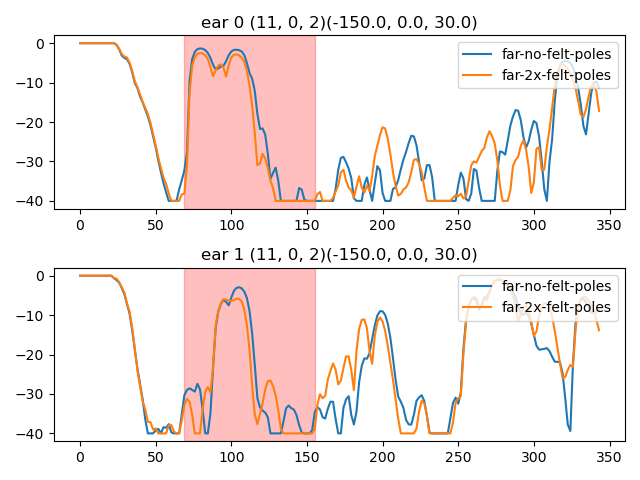 ear 0 (11, 0, 2)(-150.0, 0.0, 30.0)
0
−10
−20
−30
−40
far-no-felt-poles
far-2x-felt-poles
0 50 100 150 200 250 300 350
ear 1 (11, 0, 2)(-150.0, 0.0, 30.0)
0
−10
−20
−30
−40
far-no-felt-poles
far-2x-felt-poles
0 50 100 150 200 250 300 350